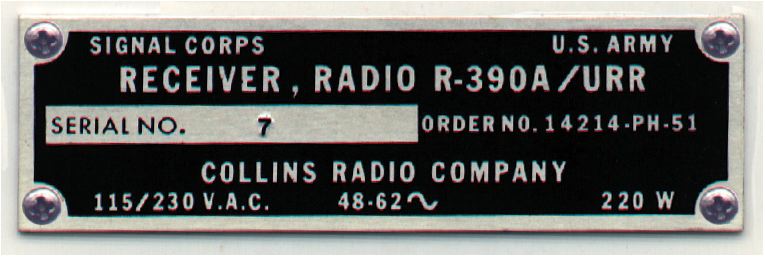 SIGNAL CORPS U.S. ARMY
RECEIVER, RADIO R-390A/URR
SERIAL NO. 7 ORDER NO. 14214-PH-51
COLLINS RADIO COMPANY
115/230 V.A.C. 48-62∿ 220 W